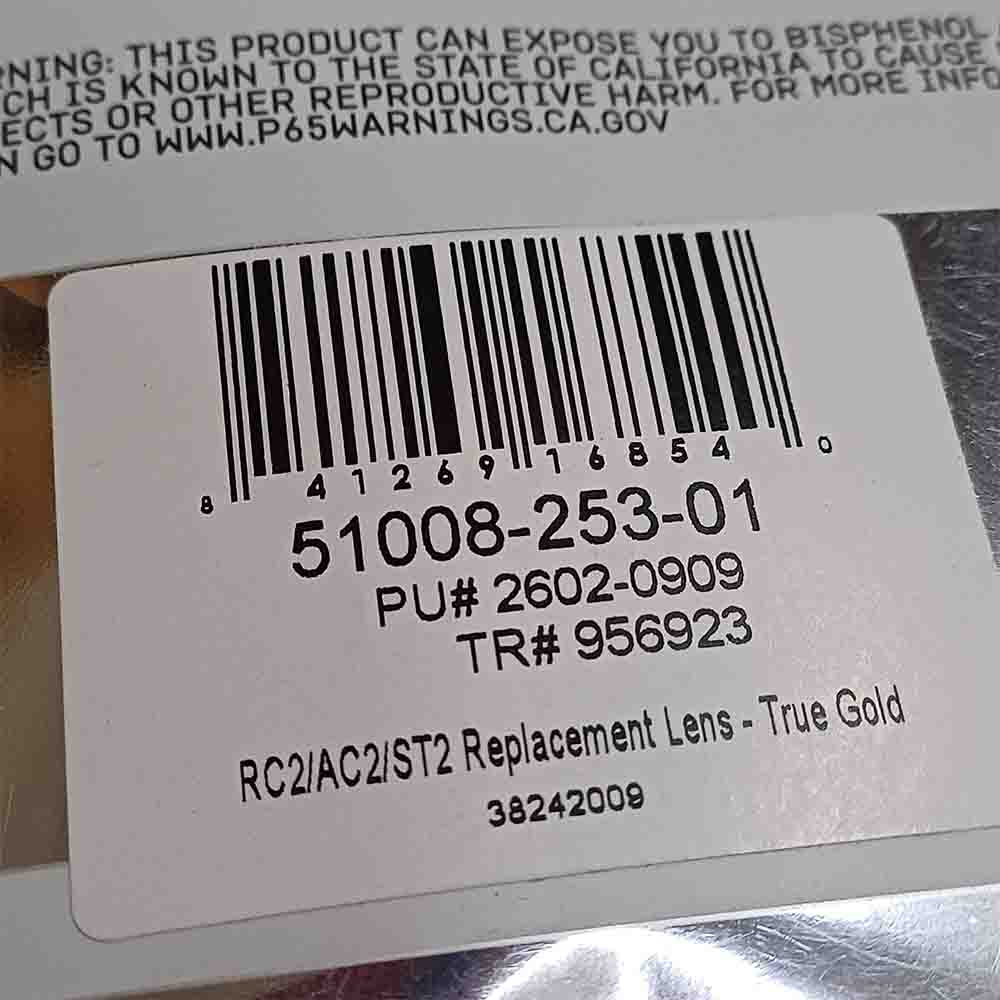 RNING: THIS PRODUCT CAN EXPOSE YOU TO BISPHENOL
CH IS KNOWN TO THE STATE OF CALIFORNIA TO CAUSE
ECTS OR OTHER REPRODUCTIVE HARM. FOR MORE INFO
N GO TO WWW.P65WARNINGS.CA.GOV
8 41269 16854 0
51008-253-01
PU# 2602-0909
TR# 956923
RC2/AC2/ST2 Replacement Lens - True Gold
38242009